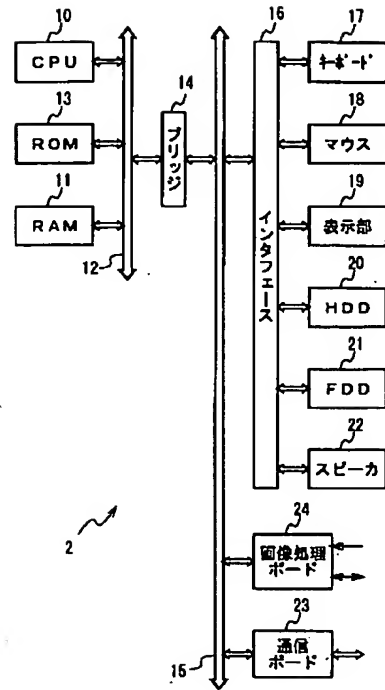 10
CPU
13
ROM
11
RAM
12
14
ブリッジ
16
インタフェース
17
キーボード
18
マウス
19
表示部
20
HDD
21
FDD
22
スピーカ
24
画像処理
ボード
23
通信
ボード
15
2